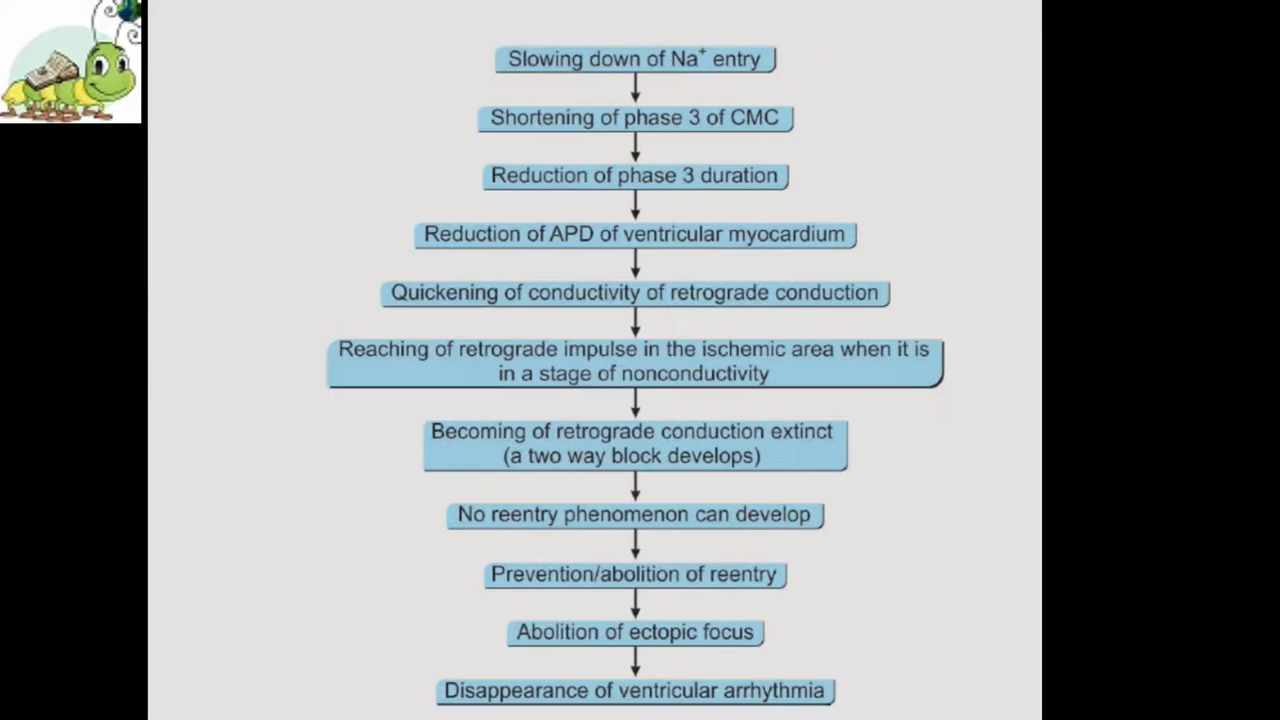 Slowing down of Na⁺ entry
Shortening of phase 3 of CMC
Reduction of phase 3 duration
Reduction of APD of ventricular myocardium
Quickening of conductivity of retrograde conduction
Reaching of retrograde impulse in the ischemic area when it is
in a stage of nonconductivity
Becoming of retrograde conduction extinct
(a two way block develops)
No reentry phenomenon can develop
Prevention/abolition of reentry
Abolition of ectopic focus
Disappearance of ventricular arrhythmia